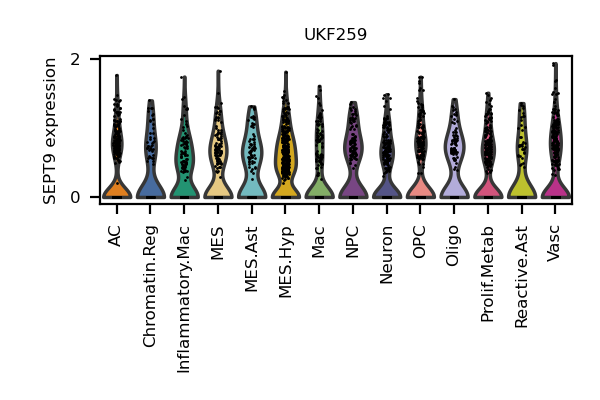 UKF259
SEPT9 expression
2
0
AC
Chromatin.Reg
Inflammatory.Mac
MES
MES.Ast
MES.Hyp
Mac
NPC
Neuron
OPC
Oligo
Prolif.Metab
Reactive.Ast
Vasc